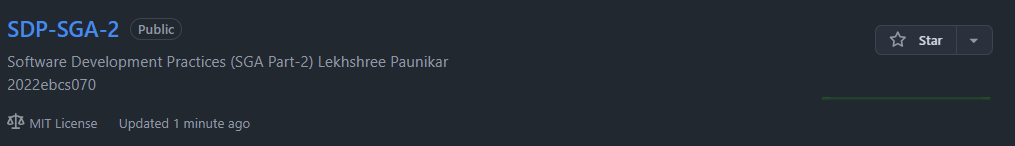 SDP-SGA-2 Public
Star
Software Development Practices (SGA Part-2) Lekhshree Paunikar
2022ebcs070
MIT License Updated 1 minute ago